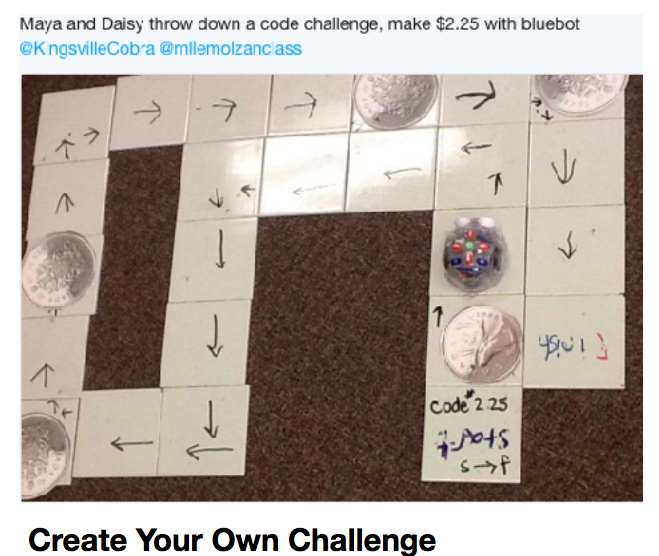 Maya and Daisy throw down a code challenge, make $2.25 with bluebot
@KingsvilleCobra @mllemolzanclass
Code 2.25
s→f
Create Your Own Challenge